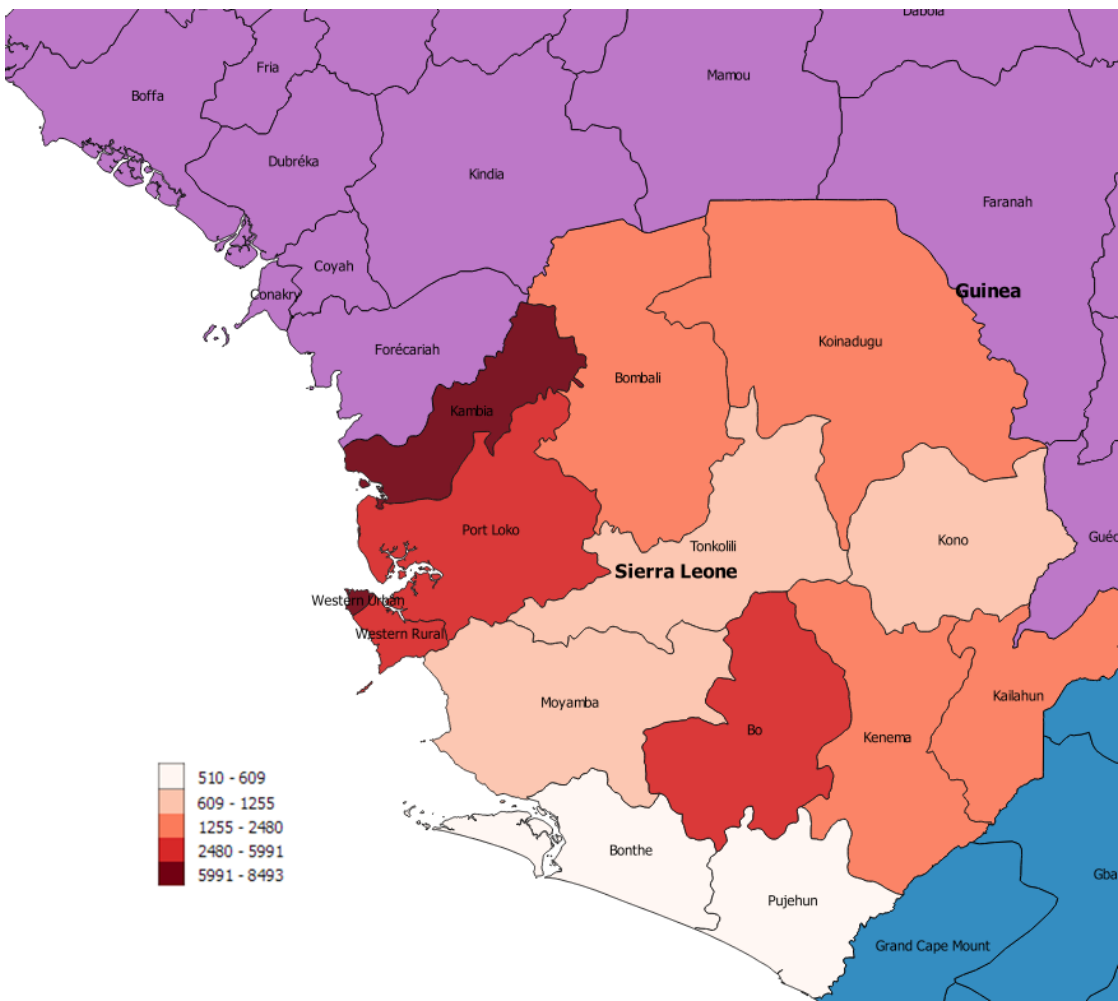 Dabola
Fria
Mamou
Boffa
Dubréka
Kindia
Faranah
Coyah
Conakry
Guinea
Forécariah
Koinadugu
Bombali
Kambia
Port Loko
Kono
Guéc
Tonkolili
Sierra Leone
Western Urban
Western Rural
Kailahun
Moyamba
Bo
Kenema
510 - 609
609 - 1255
1255 - 2480
2480 - 5991
5991 - 8493
Bonthe
Gba
Pujehun
Grand Cape Mount